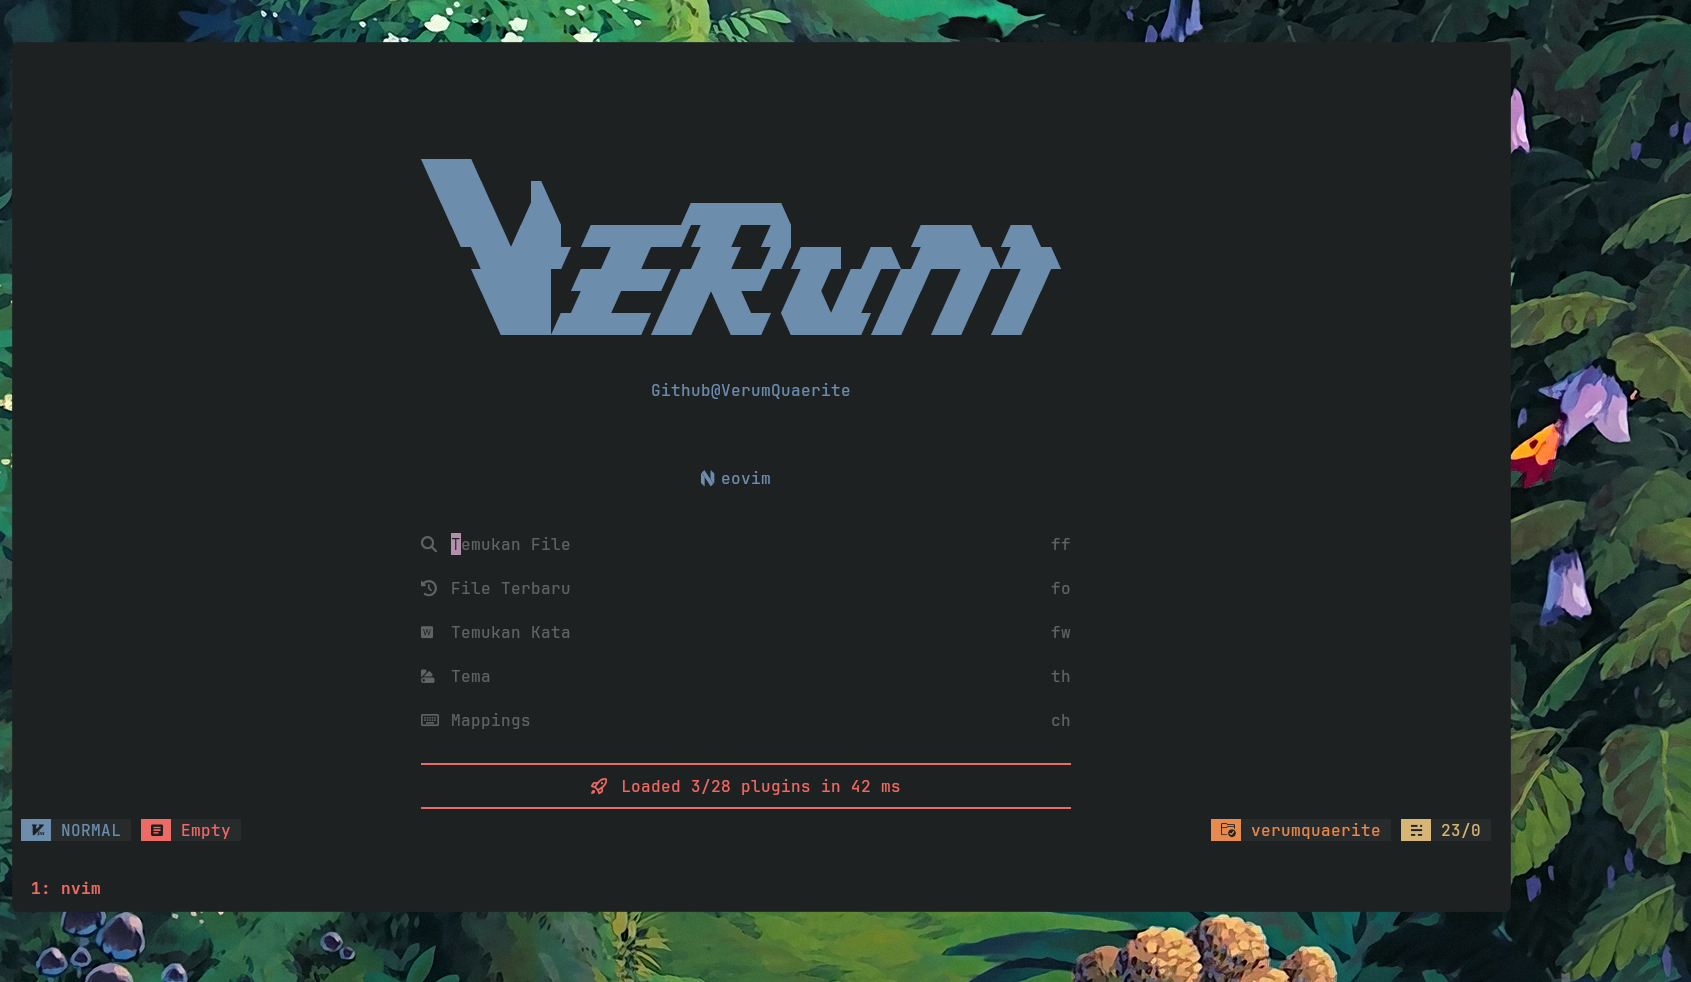 VERUM
Github@VerumQuaerite
Neovim
Temukan File ff
File Terbaru fo
Temukan Kata fw
Tema th
Mappings ch
Loaded 3/28 plugins in 42 ms
NORMAL Empty verumquaerite 23/0
1: nvim